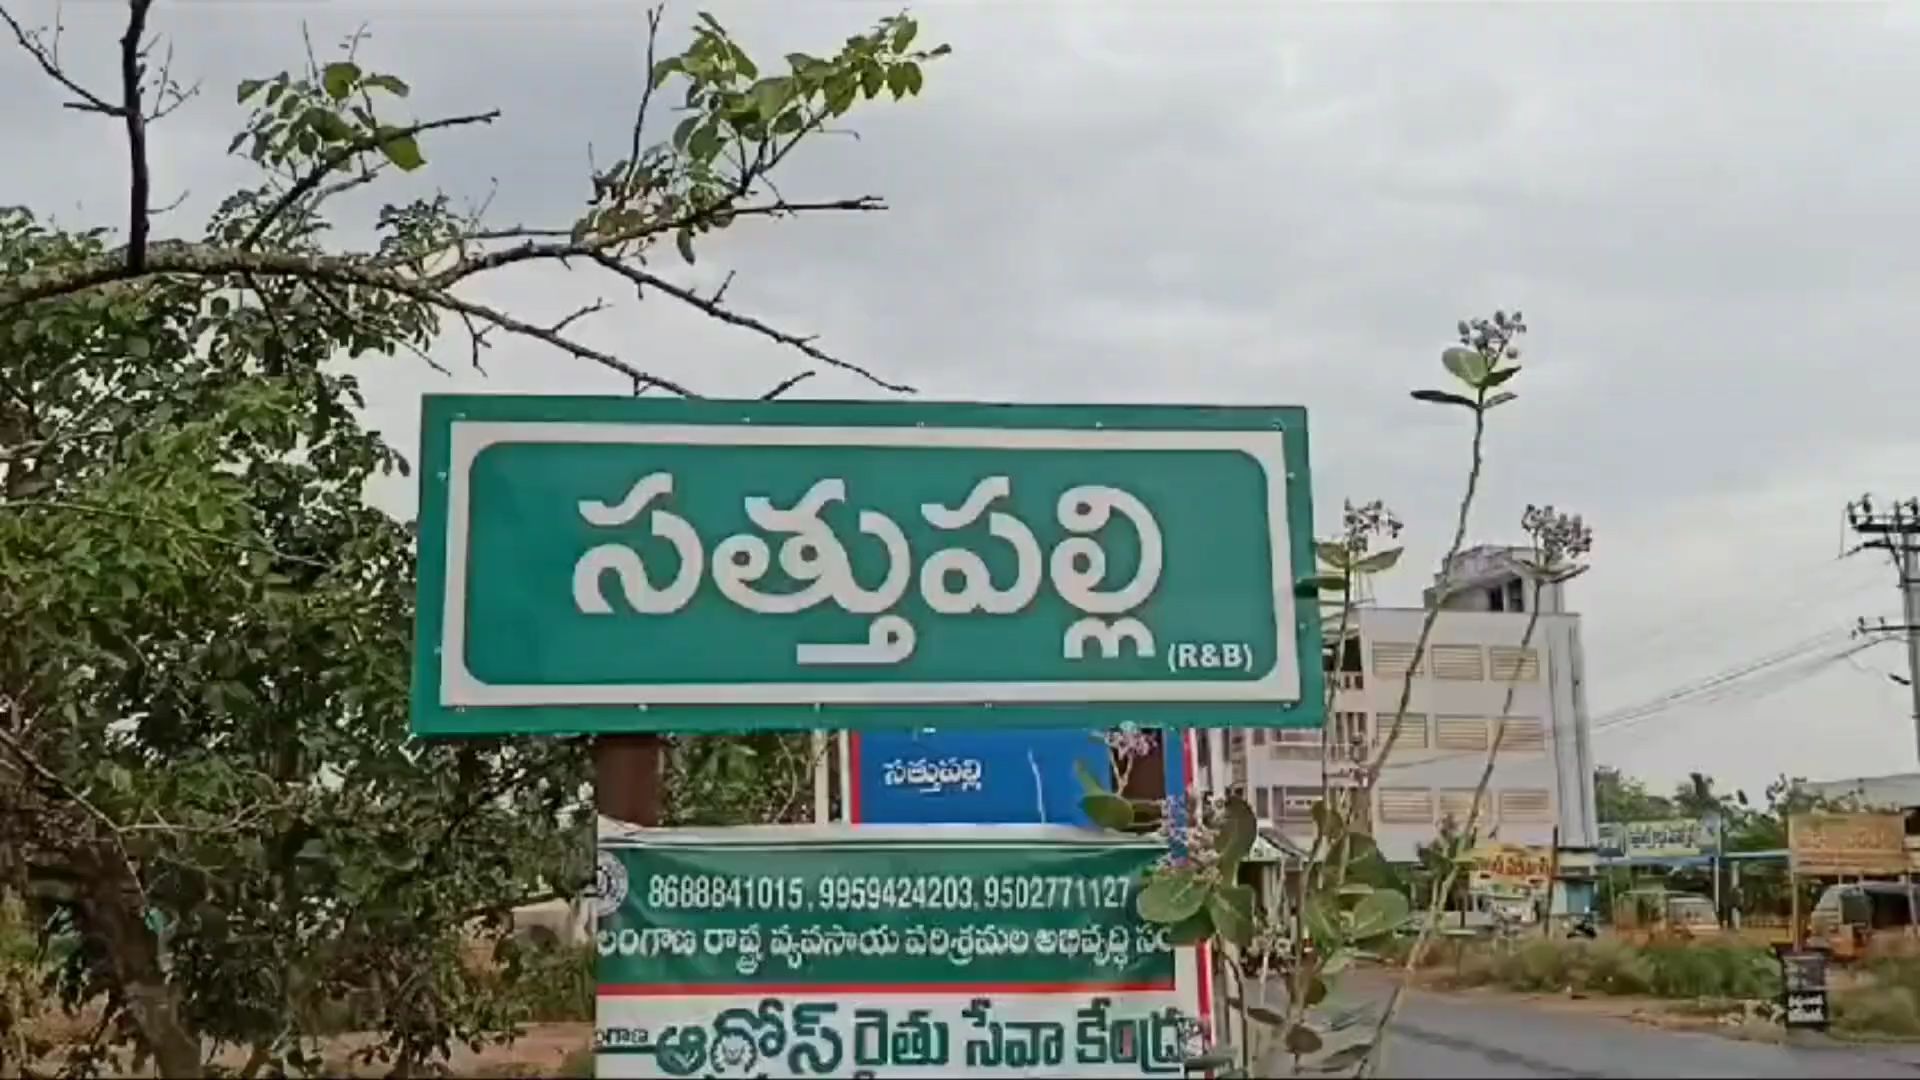 సత్తుపల్లి
(R&B)
సత్తుపల్లి
8688841015, 9959424203, 9502771127
లంగాణ రాష్ట్ర వ్యవసాయ పరిశ్రమల అభివృద్ధి సం
ంగాణ ఆగ్రోస్ రైతు సేవా కేంద్ర